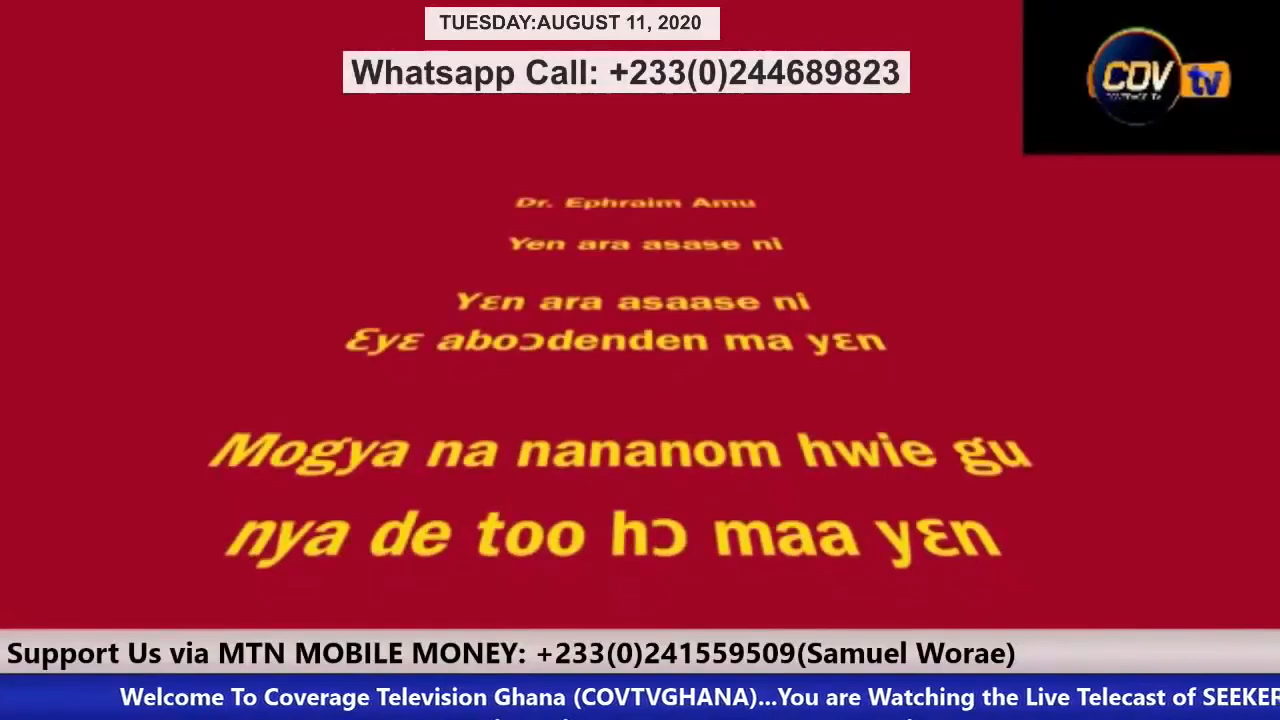 TUESDAY:AUGUST 11, 2020
Whatsapp Call: +233(0)244689823
COV tv
Dr. Ephraim Amu
Yen ara asase ni
Yɛn ara asaase ni
Ɛyɛ aboɔdenden ma yɛn
Mogya na nananom hwie gu
nya de too hɔ maa yɛn
Support Us via MTN MOBILE MONEY: +233(0)241559509(Samuel Worae)
Welcome To Coverage Television Ghana (COVTVGHANA)...You are Watching the Live Telecast of SEEKER